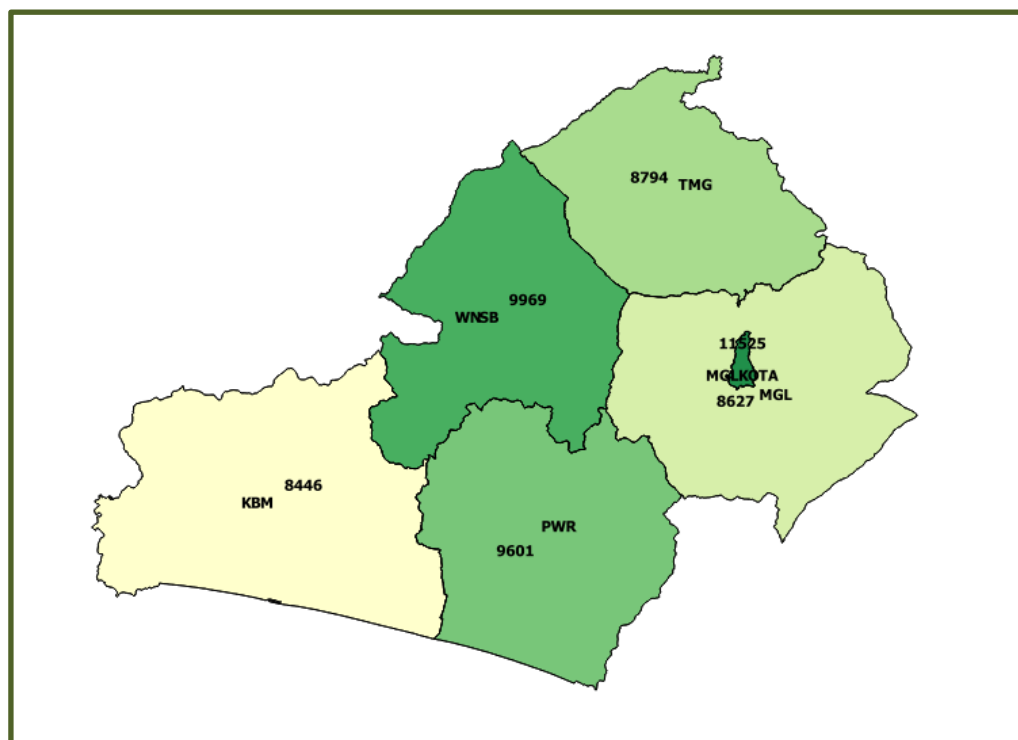 8794 TMG
9969
WNSB
11525
MGLKOTA
MGL
8627
8446
KBM
PWR
9601